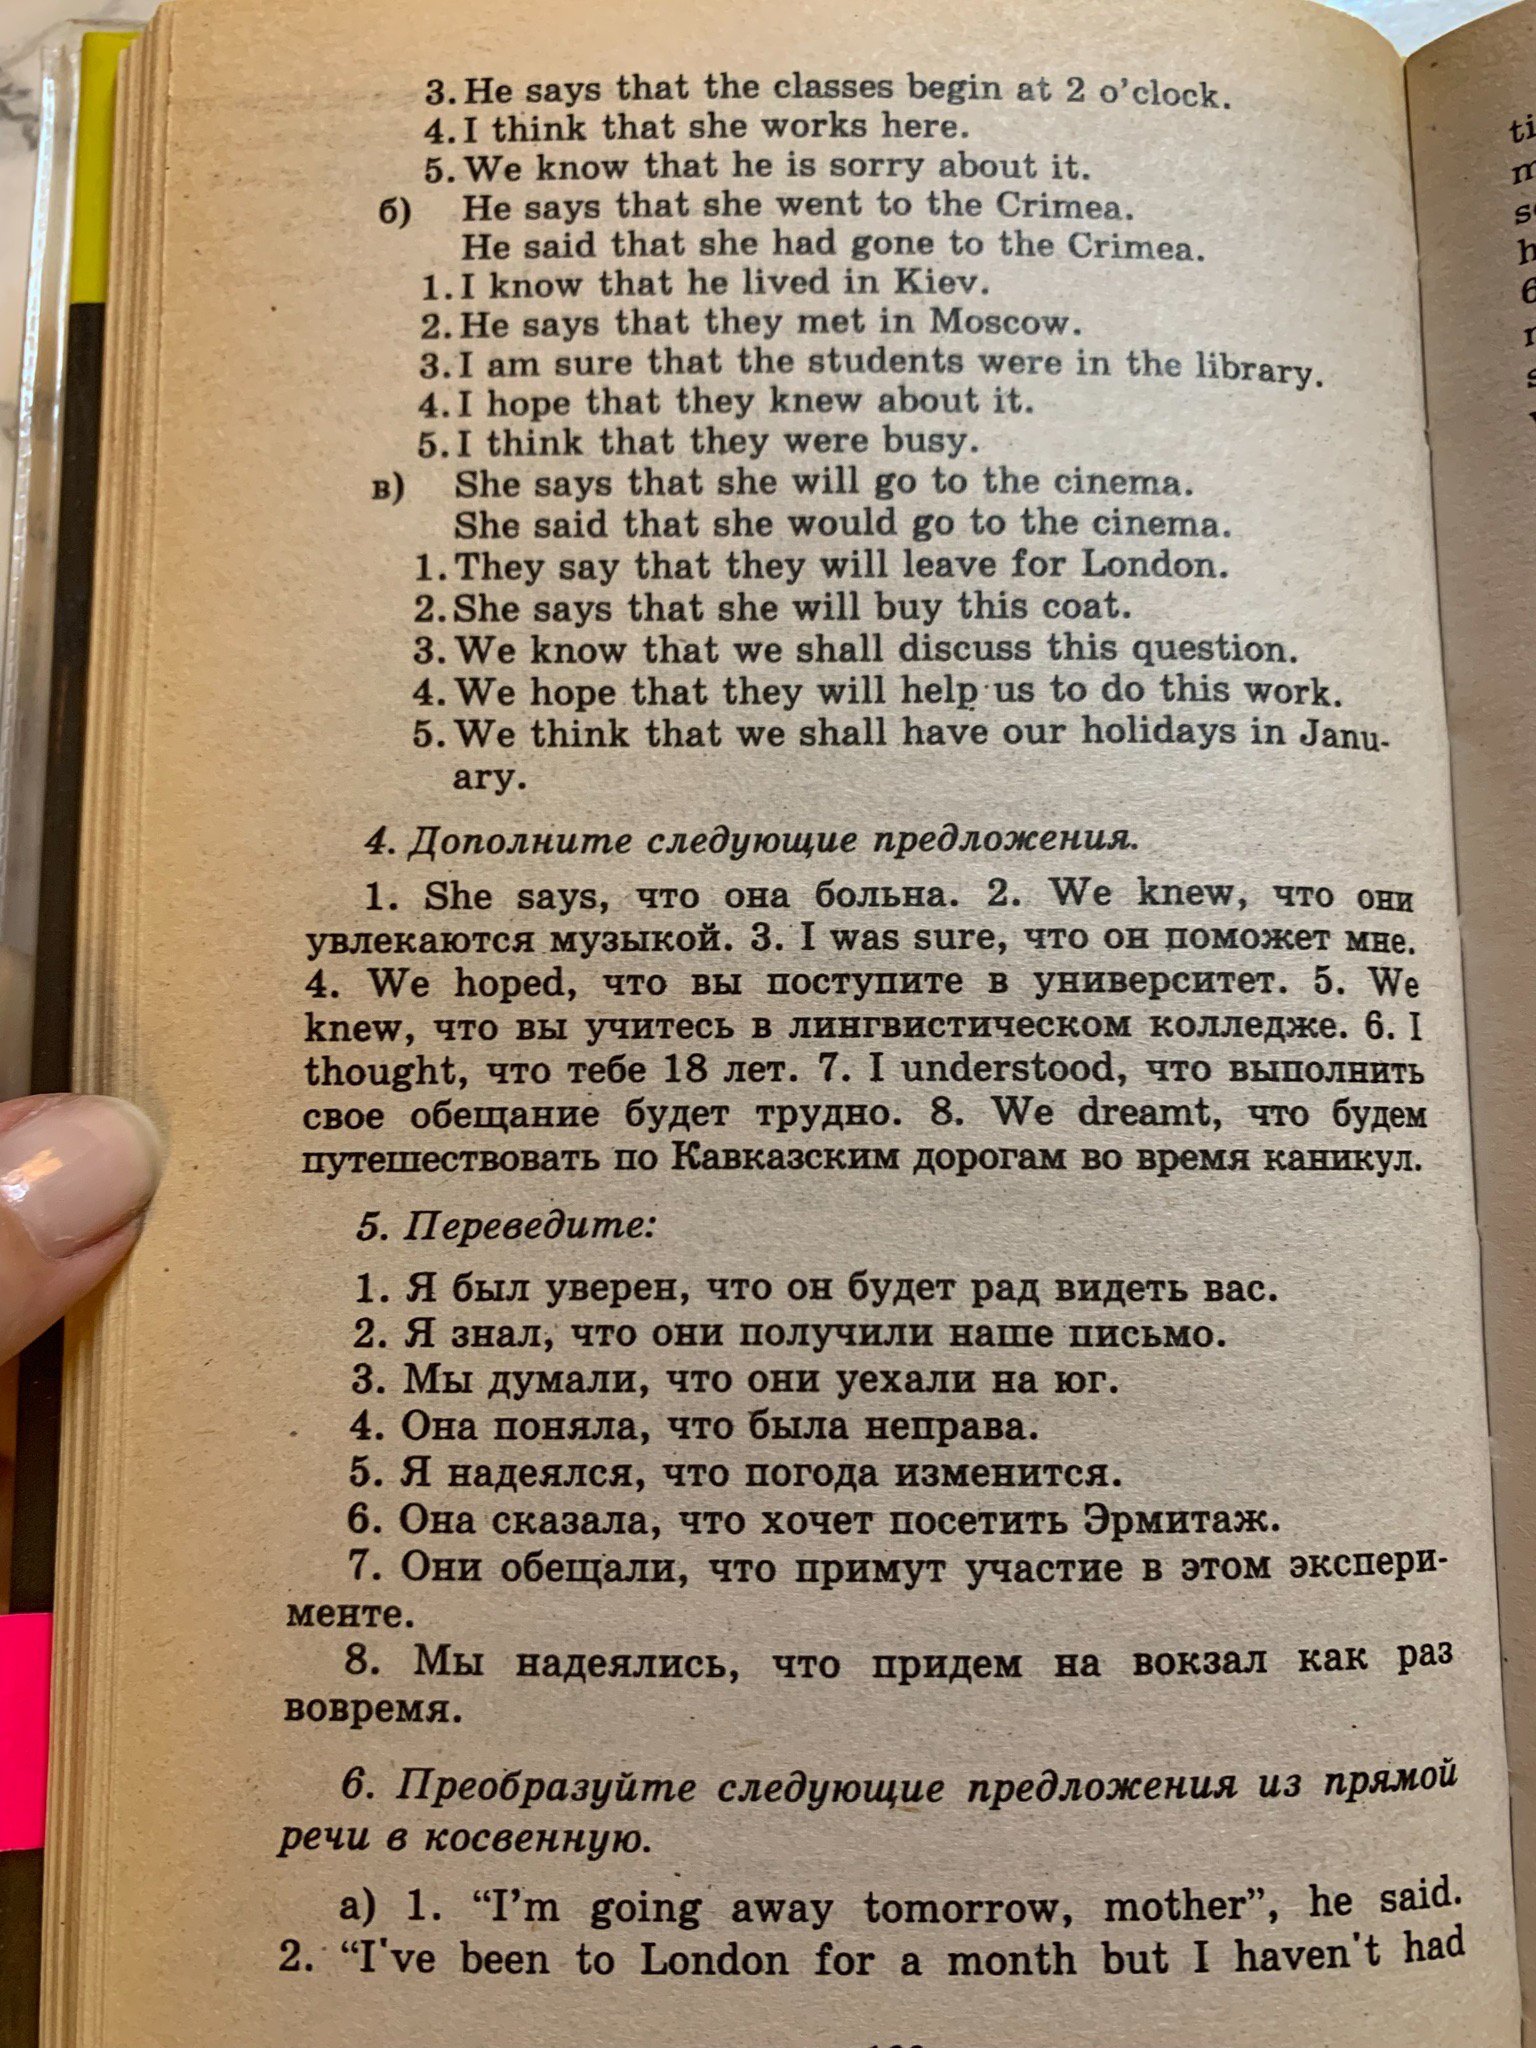 3. He says that the classes begin at 2 o'clock.
4. I think that she works here.
5. We know that he is sorry about it.
б) He says that she went to the Crimea.
He said that she had gone to the Crimea.
1. I know that he lived in Kiev.
2. He says that they met in Moscow.
3. I am sure that the students were in the library.
4. I hope that they knew about it.
5. I think that they were busy.
в) She says that she will go to the cinema.
She said that she would go to the cinema.
1. They say that they will leave for London.
2. She says that she will buy this coat.
3. We know that we shall discuss this question.
4. We hope that they will help us to do this work.
5. We think that we shall have our holidays in Janu-
ary.
4. Дополните следующие предложения.
1. She says, что она больна. 2. We knew, что они
увлекаются музыкой. 3. I was sure, что он поможет мне.
4. We hoped, что вы поступите в университет. 5. We
knew, что вы учитесь в лингвистическом колледже. 6. I
thought, что тебе 18 лет. 7. I understood, что выполнить
свое обещание будет трудно. 8. We dreamt, что будем
путешествовать по Кавказским дорогам во время каникул.
5. Переведите:
1. Я был уверен, что он будет рад видеть вас.
2. Я знал, что они получили наше письмо.
3. Мы думали, что они уехали на юг.
4. Она поняла, что была неправа.
5. Я надеялся, что погода изменится.
6. Она сказала, что хочет посетить Эрмитаж.
7. Они обещали, что примут участие в этом экспери-
менте.
8. Мы надеялись, что придем на вокзал как раз
вовремя.
6. Преобразуйте следующие предложения из прямой
речи в косвенную.
а) 1. “I'm going away tomorrow, mother”, he said.
2. “I've been to London for a month but I haven't had